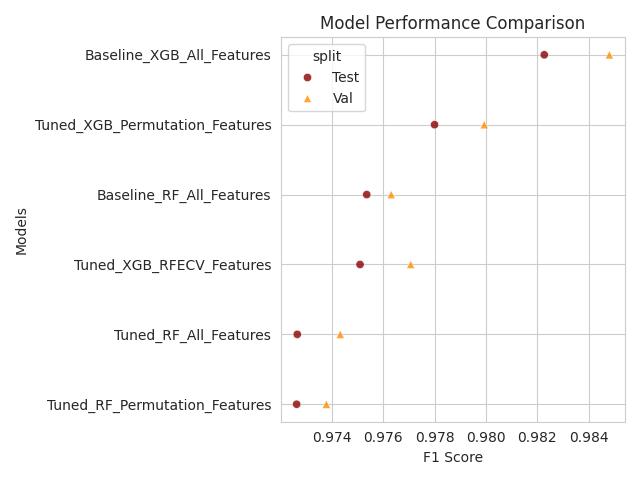 Model Performance Comparison
split
Test
Val
Baseline_XGB_All_Features
Tuned_XGB_Permutation_Features
Baseline_RF_All_Features
Tuned_XGB_RFECV_Features
Tuned_RF_All_Features
Tuned_RF_Permutation_Features
Models
0.974 0.976 0.978 0.980 0.982 0.984
F1 Score